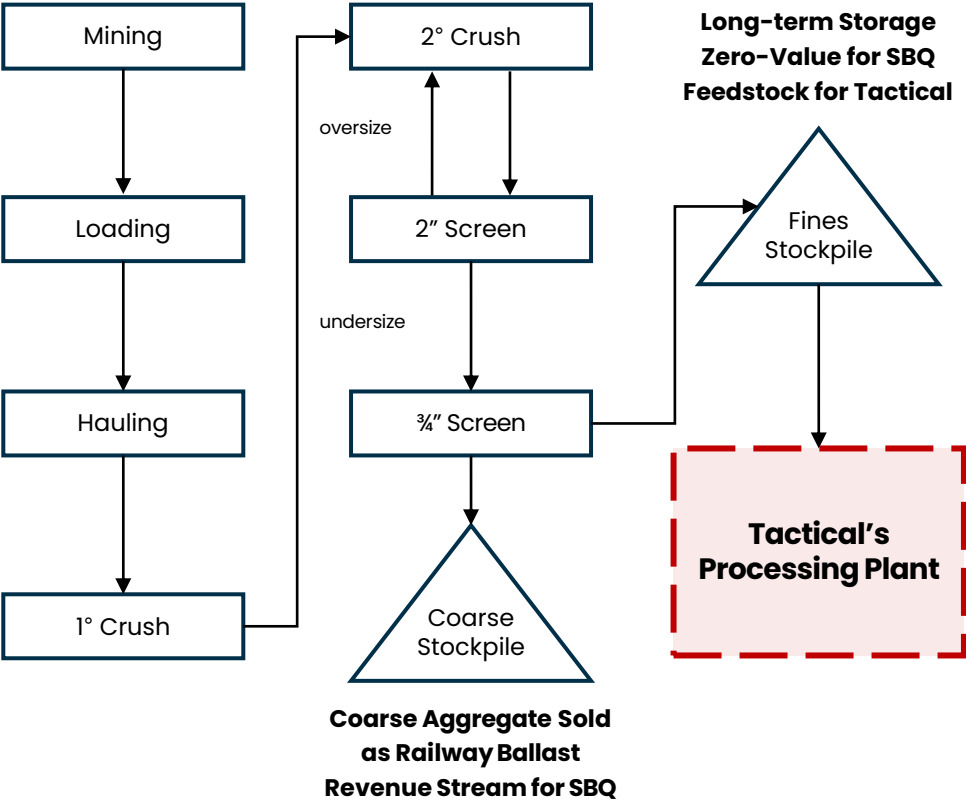 Mining
Loading
Hauling
1° Crush
2° Crush
oversize
2” Screen
undersize
¾” Screen
Coarse
Stockpile
Coarse Aggregate Sold
as Railway Ballast
Revenue Stream for SBQ
Long-term Storage
Zero-Value for SBQ
Feedstock for Tactical
Fines
Stockpile
Tactical’s
Processing Plant